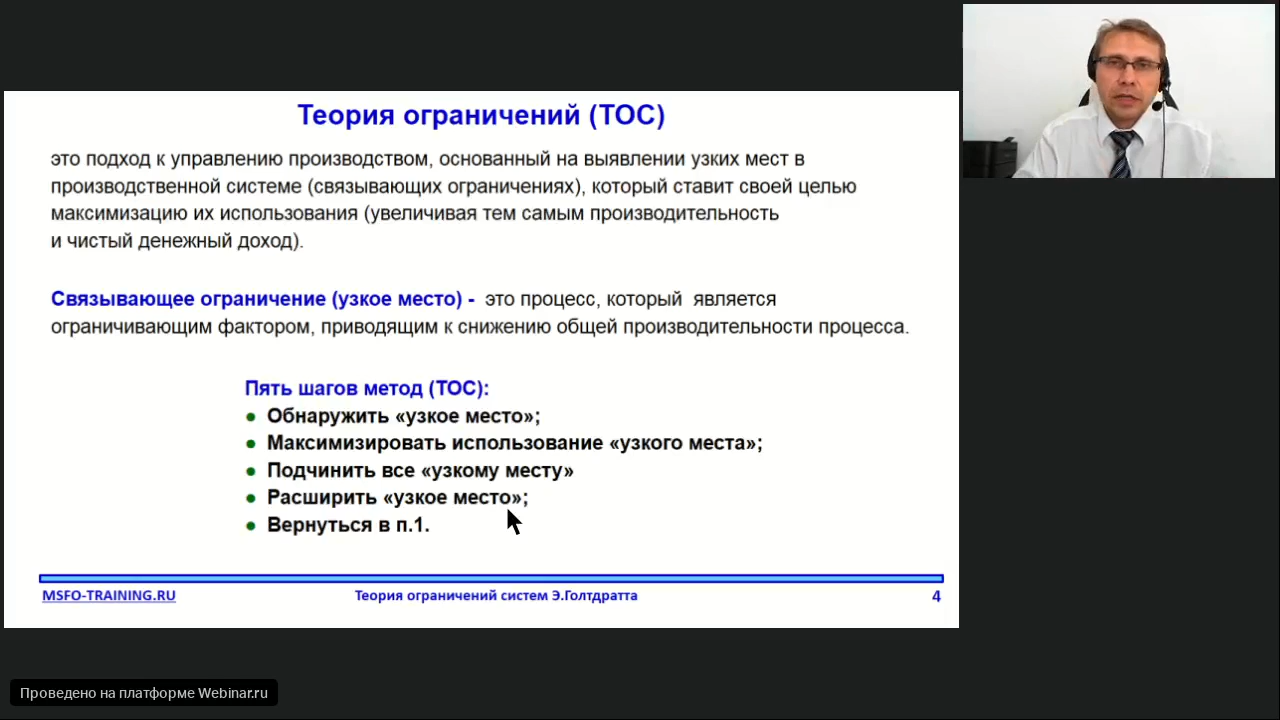 Теория ограничений (ТОС)
это подход к управлению производством, основанный на выявлении узких мест в
производственной системе (связывающих ограничениях), который ставит своей целью
максимизацию их использования (увеличивая тем самым производительность
и чистый денежный доход).
Связывающее ограничение (узкое место) - это процесс, который является
ограничивающим фактором, приводящим к снижению общей производительности процесса.
Пять шагов метод (ТОС):
● Обнаружить «узкое место»;
● Максимизировать использование «узкого места»;
● Подчинить все «узкому месту»
● Расширить «узкое место»;
● Вернуться в п.1.
MSFO-TRAINING.RU Теория ограничений систем Э.Голтдратта 4
Проведено на платформе Webinar.ru